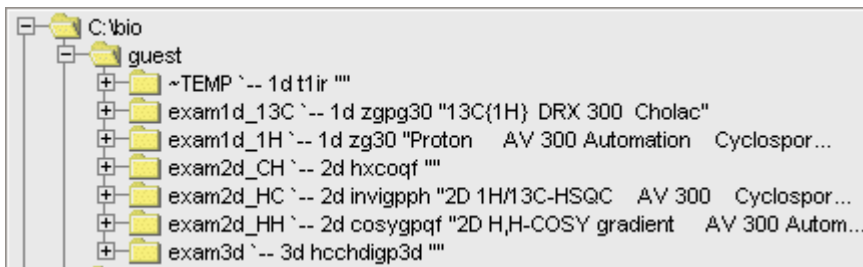 C:\bio
guest
~TEMP `-- 1d t1ir ""
exam1d_13C `-- 1d zgpg30 "13C{1H} DRX 300 Cholac"
exam1d_1H `-- 1d zg30 "Proton AV 300 Automation Cyclospor...
exam2d_CH `-- 2d hxcoqf ""
exam2d_HC `-- 2d invigpph "2D 1H/13C-HSQC AV 300 Cyclospor...
exam2d_HH `-- 2d cosygpqf "2D H,H-COSY gradient AV 300 Autom...
exam3d `-- 3d hcchdigp3d ""